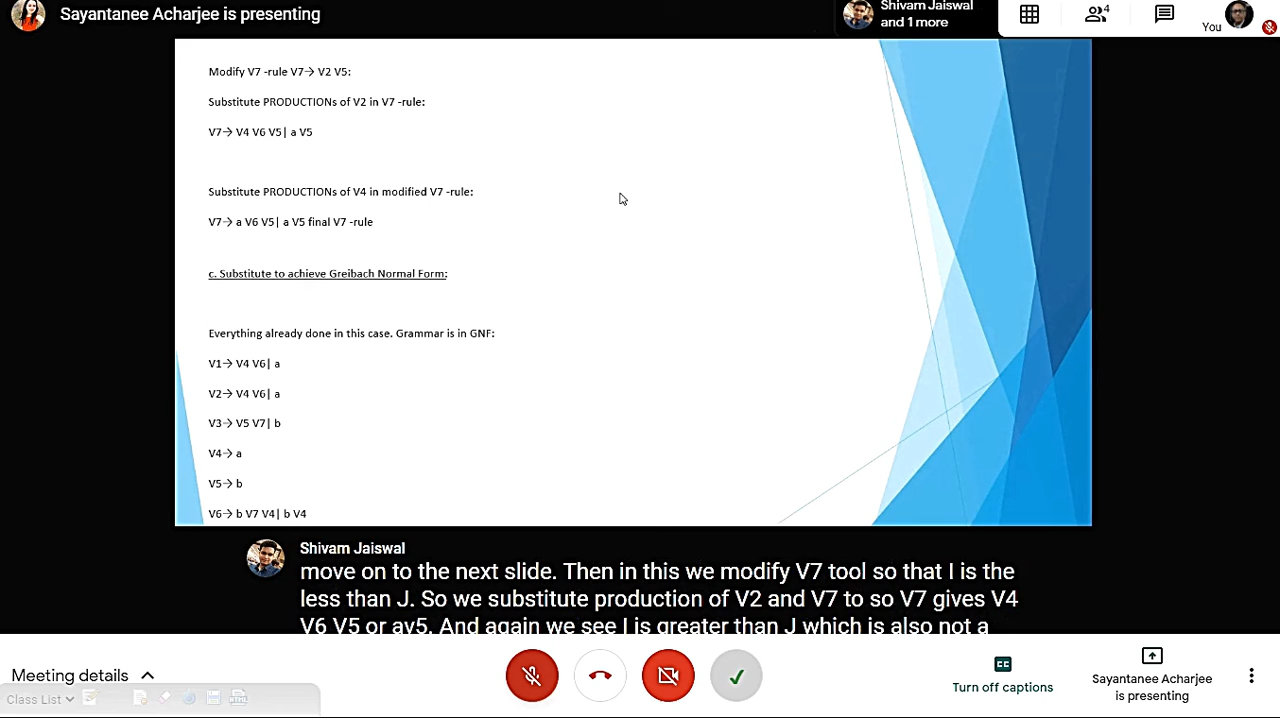 Sayantanee Acharjee is presenting
Shivam Jaiswal
and 1 more
4
You
Modify V7 -rule V7→ V2 V5:
Substitute PRODUCTIONs of V2 in V7 -rule:
V7→ V4 V6 V5| a V5
Substitute PRODUCTIONs of V4 in modified V7 -rule:
V7→ a V6 V5| a V5 final V7 -rule
c. Substitute to achieve Greibach Normal Form:
Everything already done in this case. Grammar is in GNF:
V1→ V4 V6| a
V2→ V4 V6| a
V3→ V5 V7| b
V4→ a
V5→ b
V6→ b V7 V4| b V4
Shivam Jaiswal
move on to the next slide. Then in this we modify V7 tool so that I is the
less than J. So we substitute production of V2 and V7 to so V7 gives V4
V6 V5 or av5. And again we see I is greater than J which is also not a
Meeting details
Class List
CC
Turn off captions
Sayantanee Acharjee
is presenting